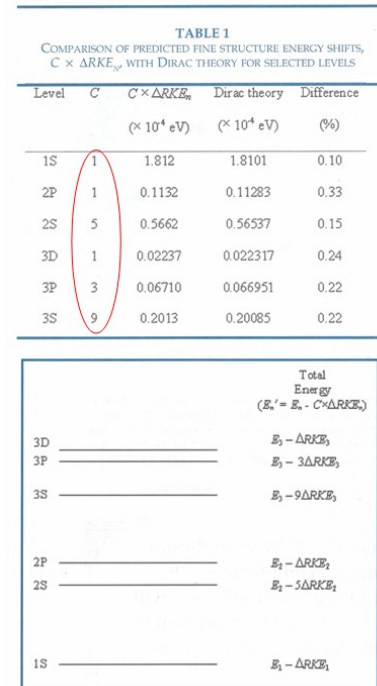 TABLE 1
COMPARISON OF PREDICTED FINE STRUCTURE ENERGY SHIFTS,
C × ΔRKEₙ, WITH DIRAC THEORY FOR SELECTED LEVELS
Level C C × ΔRKEₙ Dirac theory Difference
(× 10⁻⁴ eV) (× 10⁻⁴ eV) (%)
1S 1 1.812 1.8101 0.10
2P 1 0.1132 0.11283 0.33
2S 5 0.5662 0.56537 0.15
3D 1 0.02237 0.022317 0.24
3P 3 0.06710 0.066951 0.22
3S 9 0.2013 0.20085 0.22
Total
Energy
(Eₙ' = Eₙ - C×ΔRKEₙ)
3D E₃ – ΔRKE₃
3P E₃ – 3ΔRKE₃
3S E₃ – 9ΔRKE₃
2P E₂ – ΔRKE₂
2S E₂ – 5ΔRKE₂
1S E₁ – ΔRKE₁